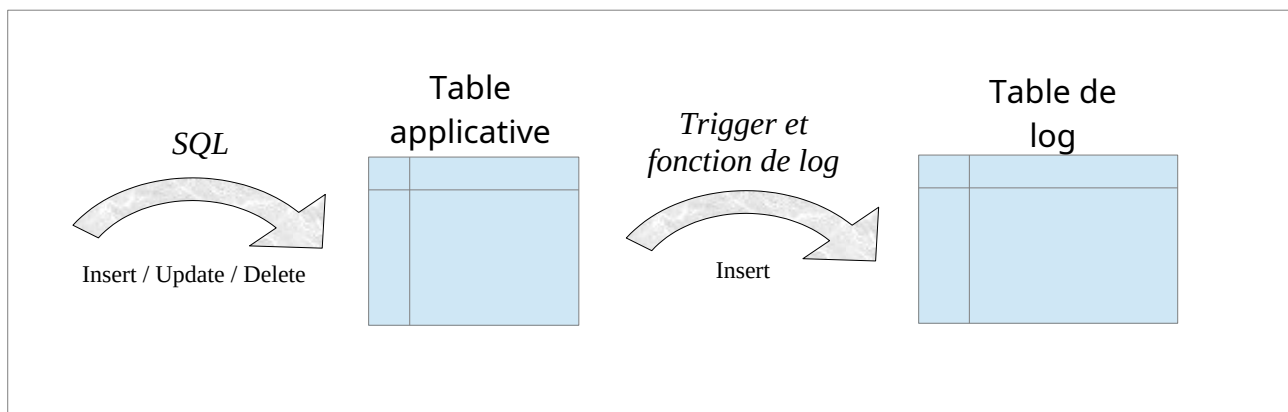 SQL
Insert / Update / Delete
Table
applicative
Trigger et
fonction de log
Insert
Table de
log